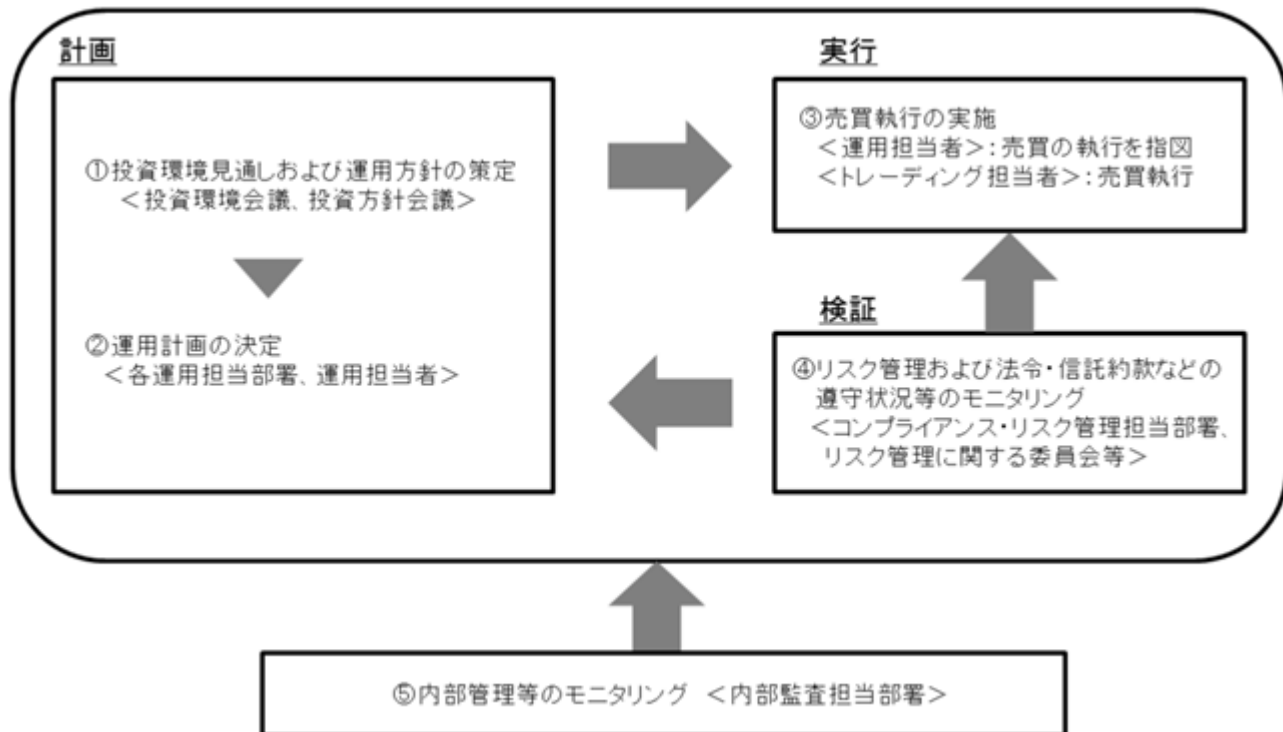 計画
①投資環境見通しおよび運用方針の策定
＜投資環境会議、投資方針会議＞
②運用計画の決定
＜各運用担当部署、運用担当者＞
実行
③売買執行の実施
＜運用担当者＞：売買の執行を指図
＜トレーディング担当者＞：売買執行
検証
④リスク管理および法令・信託約款などの
遵守状況等のモニタリング
＜コンプライアンス・リスク管理担当部署、
リスク管理に関する委員会等＞
⑤内部管理等のモニタリング ＜内部監査担当部署＞